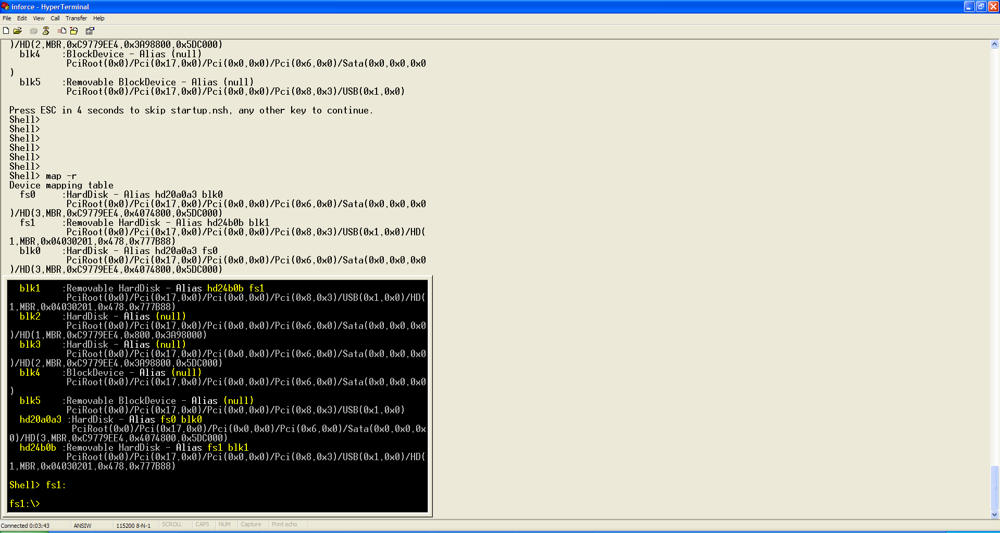 inforce - HyperTerminal
File Edit View Call Transfer Help
)/HD(2,MBR,0xC9779EE4,0x3A98800,0x5DC000)
blk4 :BlockDevice - Alias (null)
PciRoot(0x0)/Pci(0x17,0x0)/Pci(0x0,0x0)/Pci(0x6,0x0)/Sata(0x0,0x0,0x0
)
blk5 :Removable BlockDevice - Alias (null)
PciRoot(0x0)/Pci(0x17,0x0)/Pci(0x0,0x0)/Pci(0x8,0x3)/USB(0x1,0x0)
Press ESC in 4 seconds to skip startup.nsh, any other key to continue.
Shell>
Shell>
Shell>
Shell>
Shell>
Shell>
Shell> map -r
Device mapping table
fs0 :HardDisk - Alias hd20a0a3 blk0
PciRoot(0x0)/Pci(0x17,0x0)/Pci(0x0,0x0)/Pci(0x6,0x0)/Sata(0x0,0x0,0x0
)/HD(3,MBR,0xC9779EE4,0x4074800,0x5DC000)
fs1 :Removable HardDisk - Alias hd24b0b blk1
PciRoot(0x0)/Pci(0x17,0x0)/Pci(0x0,0x0)/Pci(0x8,0x3)/USB(0x1,0x0)/HD(
1,MBR,0x04030201,0x478,0x777B88)
blk0 :HardDisk - Alias hd20a0a3 fs0
PciRoot(0x0)/Pci(0x17,0x0)/Pci(0x0,0x0)/Pci(0x6,0x0)/Sata(0x0,0x0,0x0
)/HD(3,MBR,0xC9779EE4,0x4074800,0x5DC000)
blk1 :Removable HardDisk - Alias hd24b0b fs1
PciRoot(0x0)/Pci(0x17,0x0)/Pci(0x0,0x0)/Pci(0x8,0x3)/USB(0x1,0x0)/HD(
1,MBR,0x04030201,0x478,0x777B88)
blk2 :HardDisk - Alias (null)
PciRoot(0x0)/Pci(0x17,0x0)/Pci(0x0,0x0)/Pci(0x6,0x0)/Sata(0x0,0x0,0x0
)/HD(1,MBR,0xC9779EE4,0x800,0x3A98000)
blk3 :HardDisk - Alias (null)
PciRoot(0x0)/Pci(0x17,0x0)/Pci(0x0,0x0)/Pci(0x6,0x0)/Sata(0x0,0x0,0x0
)/HD(2,MBR,0xC9779EE4,0x3A98800,0x5DC000)
blk4 :BlockDevice - Alias (null)
PciRoot(0x0)/Pci(0x17,0x0)/Pci(0x0,0x0)/Pci(0x6,0x0)/Sata(0x0,0x0,0x0
)
blk5 :Removable BlockDevice - Alias (null)
PciRoot(0x0)/Pci(0x17,0x0)/Pci(0x0,0x0)/Pci(0x8,0x3)/USB(0x1,0x0)
hd20a0a3 :HardDisk - Alias fs0 blk0
PciRoot(0x0)/Pci(0x17,0x0)/Pci(0x0,0x0)/Pci(0x6,0x0)/Sata(0x0,0x0,0x
0)/HD(3,MBR,0xC9779EE4,0x4074800,0x5DC000)
hd24b0b :Removable HardDisk - Alias fs1 blk1
PciRoot(0x0)/Pci(0x17,0x0)/Pci(0x0,0x0)/Pci(0x8,0x3)/USB(0x1,0x0)/HD(
1,MBR,0x04030201,0x478,0x777B88)
Shell> fs1:
fs1:\>
Connected 0:03:43 ANSIW 115200 8-N-1 SCROLL CAPS NUM Capture Print echo